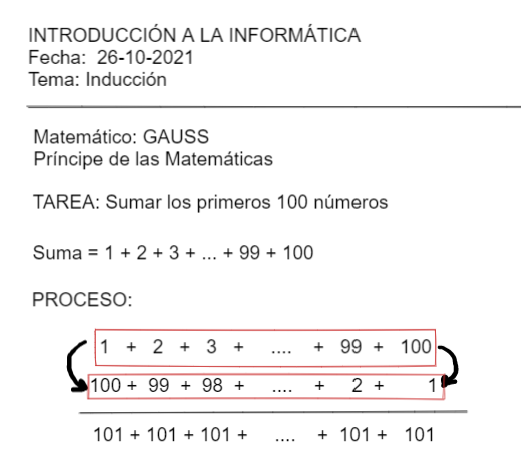 INTRODUCCIÓN A LA INFORMÁTICA
Fecha: 26-10-2021
Tema: Inducción
Matemático: GAUSS
Príncipe de las Matemáticas
TAREA: Sumar los primeros 100 números
Suma = 1 + 2 + 3 + ... + 99 + 100
PROCESO:
1 + 2 + 3 + .... + 99 + 100
100 + 99 + 98 + .... + 2 + 1
101 + 101 + 101 + .... + 101 + 101